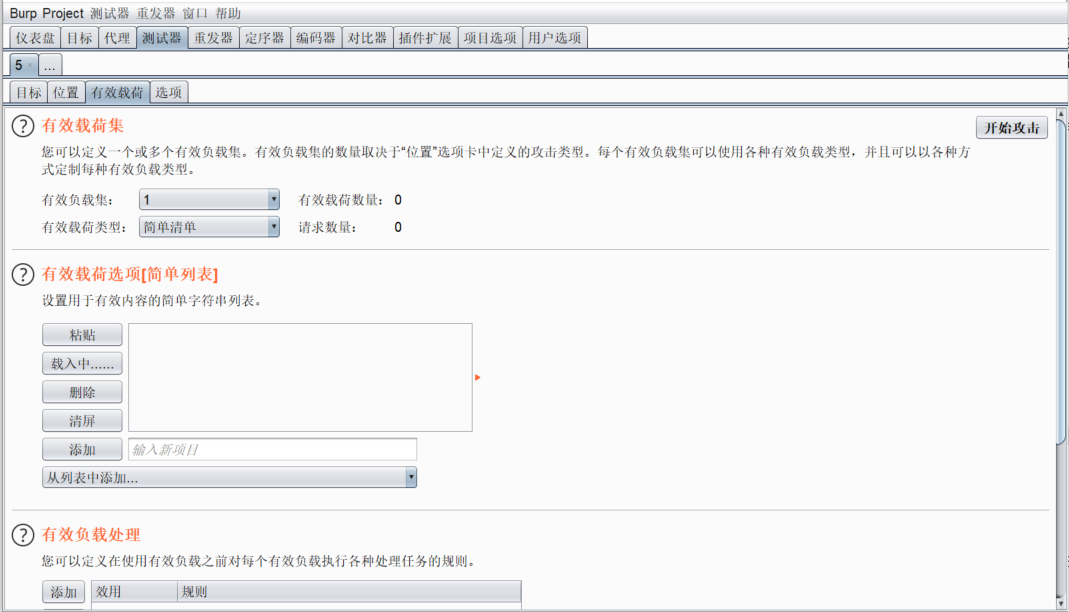 Burp Project 测试器 重发器 窗口 帮助
仪表盘 目标 代理 测试器 重发器 定序器 编码器 对比器 插件扩展 项目选项 用户选项
5 × ...
目标 位置 有效载荷 选项
? 有效载荷集 开始攻击
您可以定义一个或多个有效负载集。有效负载集的数量取决于“位置”选项卡中定义的攻击类型。每个有效负载集可以使用各种有效负载类型，并且可以以各种方
式定制每种有效负载类型。
有效负载集： 1 有效载荷数量： 0
有效载荷类型： 简单清单 请求数量： 0
? 有效载荷选项[简单列表]
设置用于有效内容的简单字符串列表。
粘贴
载入中......
删除
清屏
添加 输入新项目
从列表中添加...
? 有效负载处理
您可以定义在使用有效负载之前对每个有效负载执行各种处理任务的规则。
添加 效用 规则